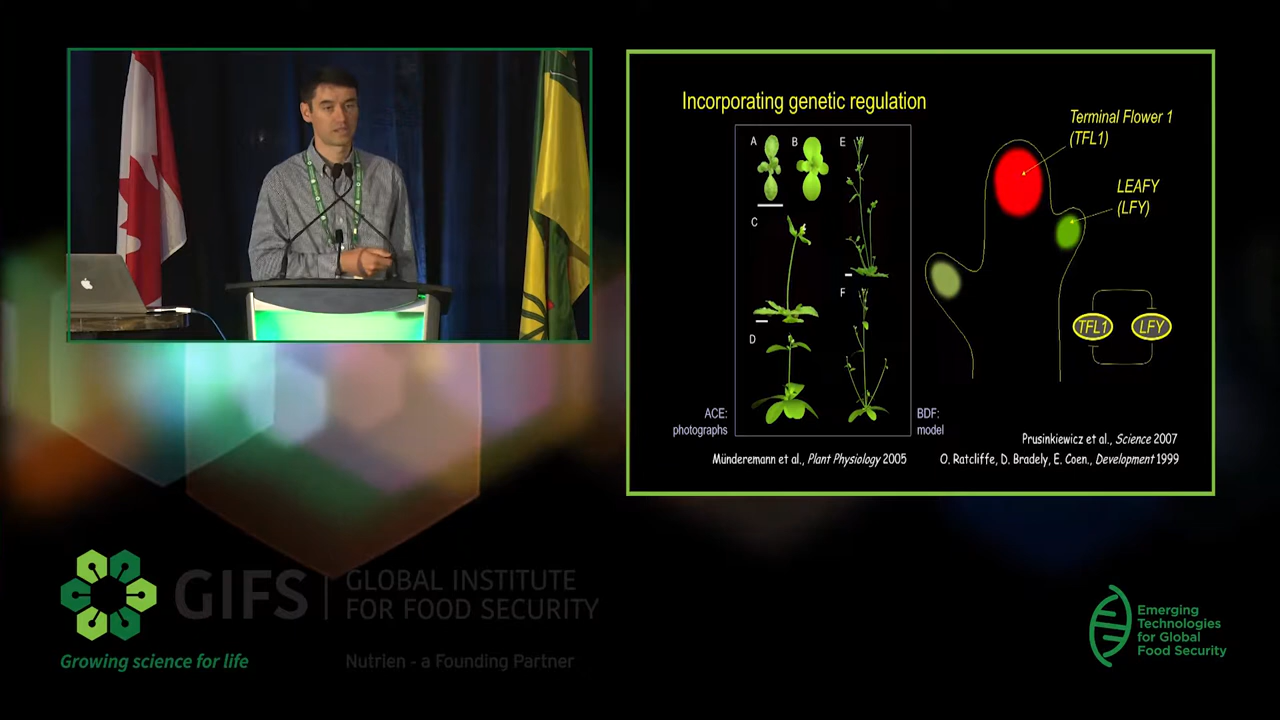 Incorporating genetic regulation
A
B
E
C
D
F
ACE:
photographs
BDF:
model
Münderemann et al., Plant Physiology 2005
Terminal Flower 1
(TFL1)
LEAFY
(LFY)
TFL1
LFY
Prusinkiewicz et al., Science 2007
O. Ratcliffe, D. Bradely, E. Coen., Development 1999
GIFS
GLOBAL INSTITUTE
FOR FOOD SECURITY
Growing science for life
Nutrien - a Founding Partner
Emerging
Technologies
for Global
Food Security